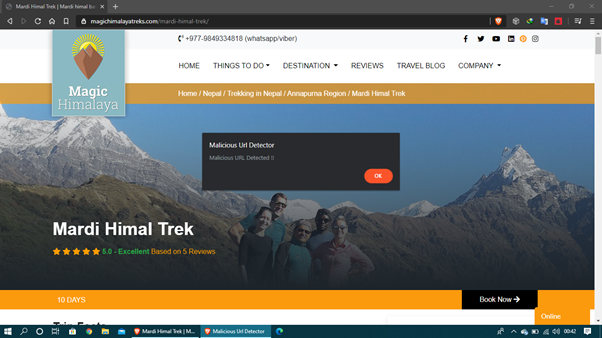 Mardi Himal Trek | Mardi himal ba
magichimalayatreks.com/mardi-himal-trek/
+977-9849334818 (whatsapp/viber)
Magic
Himalaya
HOME THINGS TO DO DESTINATION REVIEWS TRAVEL BLOG COMPANY
Home / Nepal / Trekking in Nepal / Annapurna Region / Mardi Himal Trek
Malicious Url Detector
Malicious URL Detected !!
OK
Mardi Himal Trek
5.0 - Excellent Based on 5 Reviews
10 DAYS
Book Now
Online
Mardi Himal Trek | M...
Malicious Url Detector
00:42